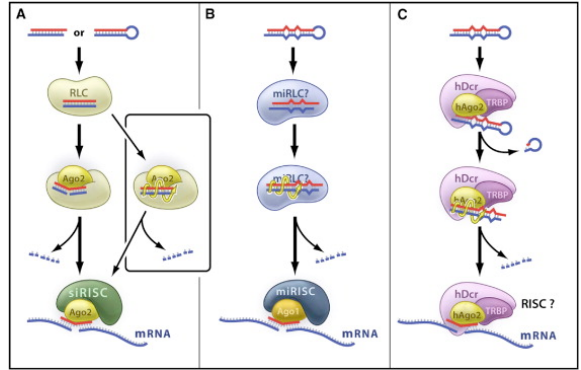 A
or
RLC
Ago2
Ago2
siRISC
Ago2
mRNA
B
miRLC?
miRLC?
miRISC
Ago1
mRNA
C
hDcr
hAgo2
TRBP
hDcr
hAgo2
TRBP
hDcr
RISC ?
hAgo2
TRBP
mRNA